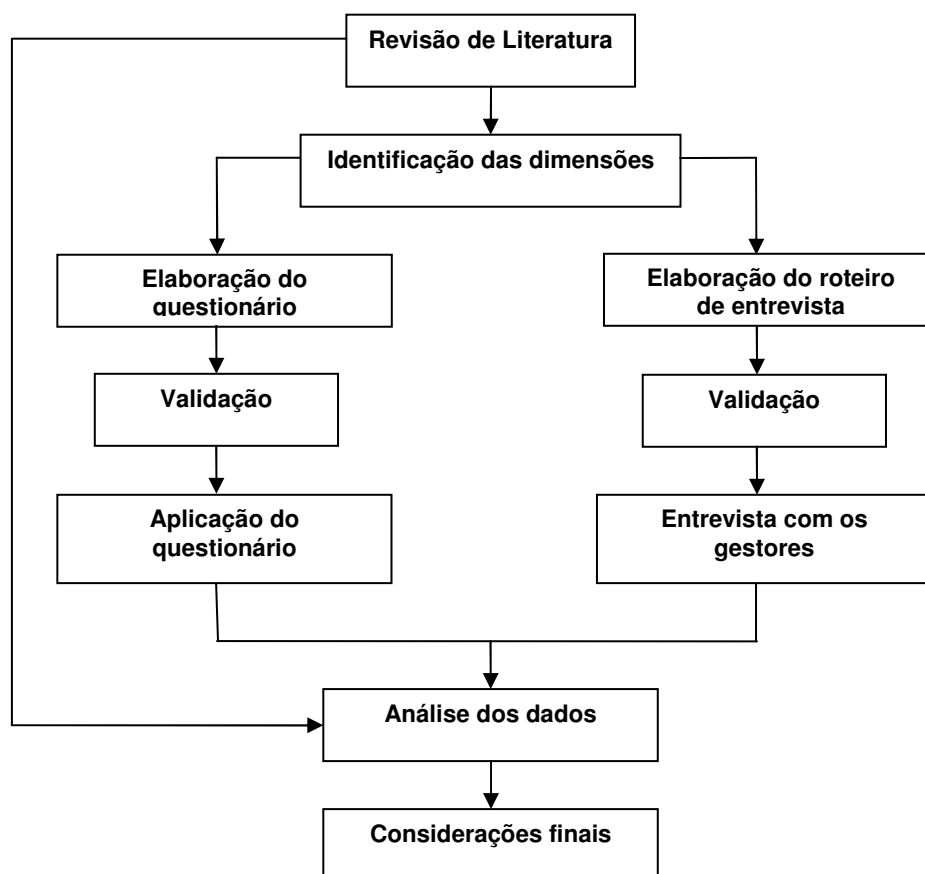 Revisão de Literatura
Identificação das dimensões
Elaboração do
questionário
Elaboração do roteiro
de entrevista
Validação
Validação
Aplicação do
questionário
Entrevista com os
gestores
Análise dos dados
Considerações finais